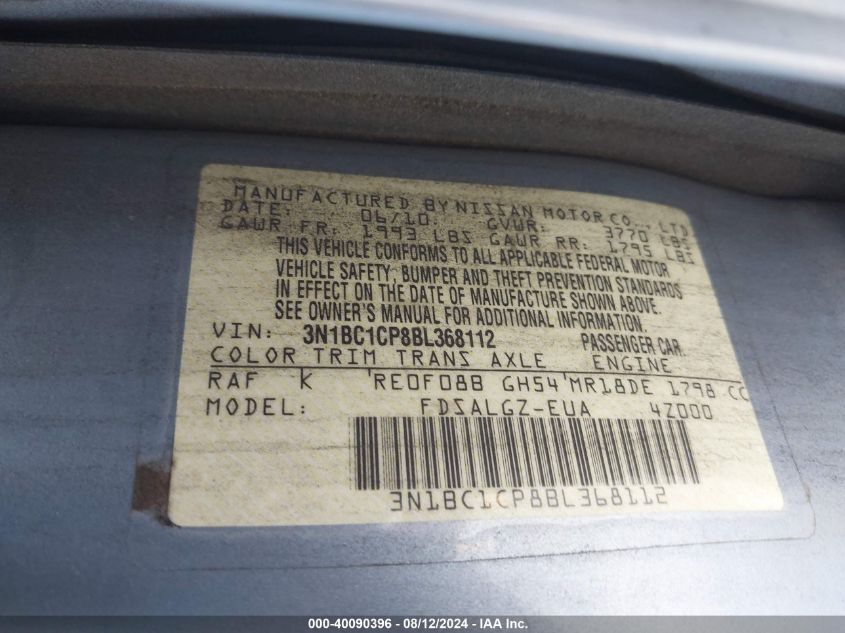 MANUFACTURED BY NISSAN MOTOR CO., LTD
DATE: 06/10 GVWR: 3770 LBS
GAWR FR: 1993 LBS GAWR RR: 1795 LBS
THIS VEHICLE CONFORMS TO ALL APPLICABLE FEDERAL MOTOR
VEHICLE SAFETY, BUMPER AND THEFT PREVENTION STANDARDS
IN EFFECT ON THE DATE OF MANUFACTURE SHOWN ABOVE.
SEE OWNER'S MANUAL FOR ADDITIONAL INFORMATION.
VIN: 3N1BC1CP8BL368112 PASSENGER CAR.
COLOR TRIM TRANS AXLE ENGINE
RAF K RE0F08B GH54 MR18DE 1798 CC
MODEL: FDSALGZ-EUA 4Z000
3N1BC1CP8BL368112
000-40090396 - 08/12/2024 - IAA Inc.